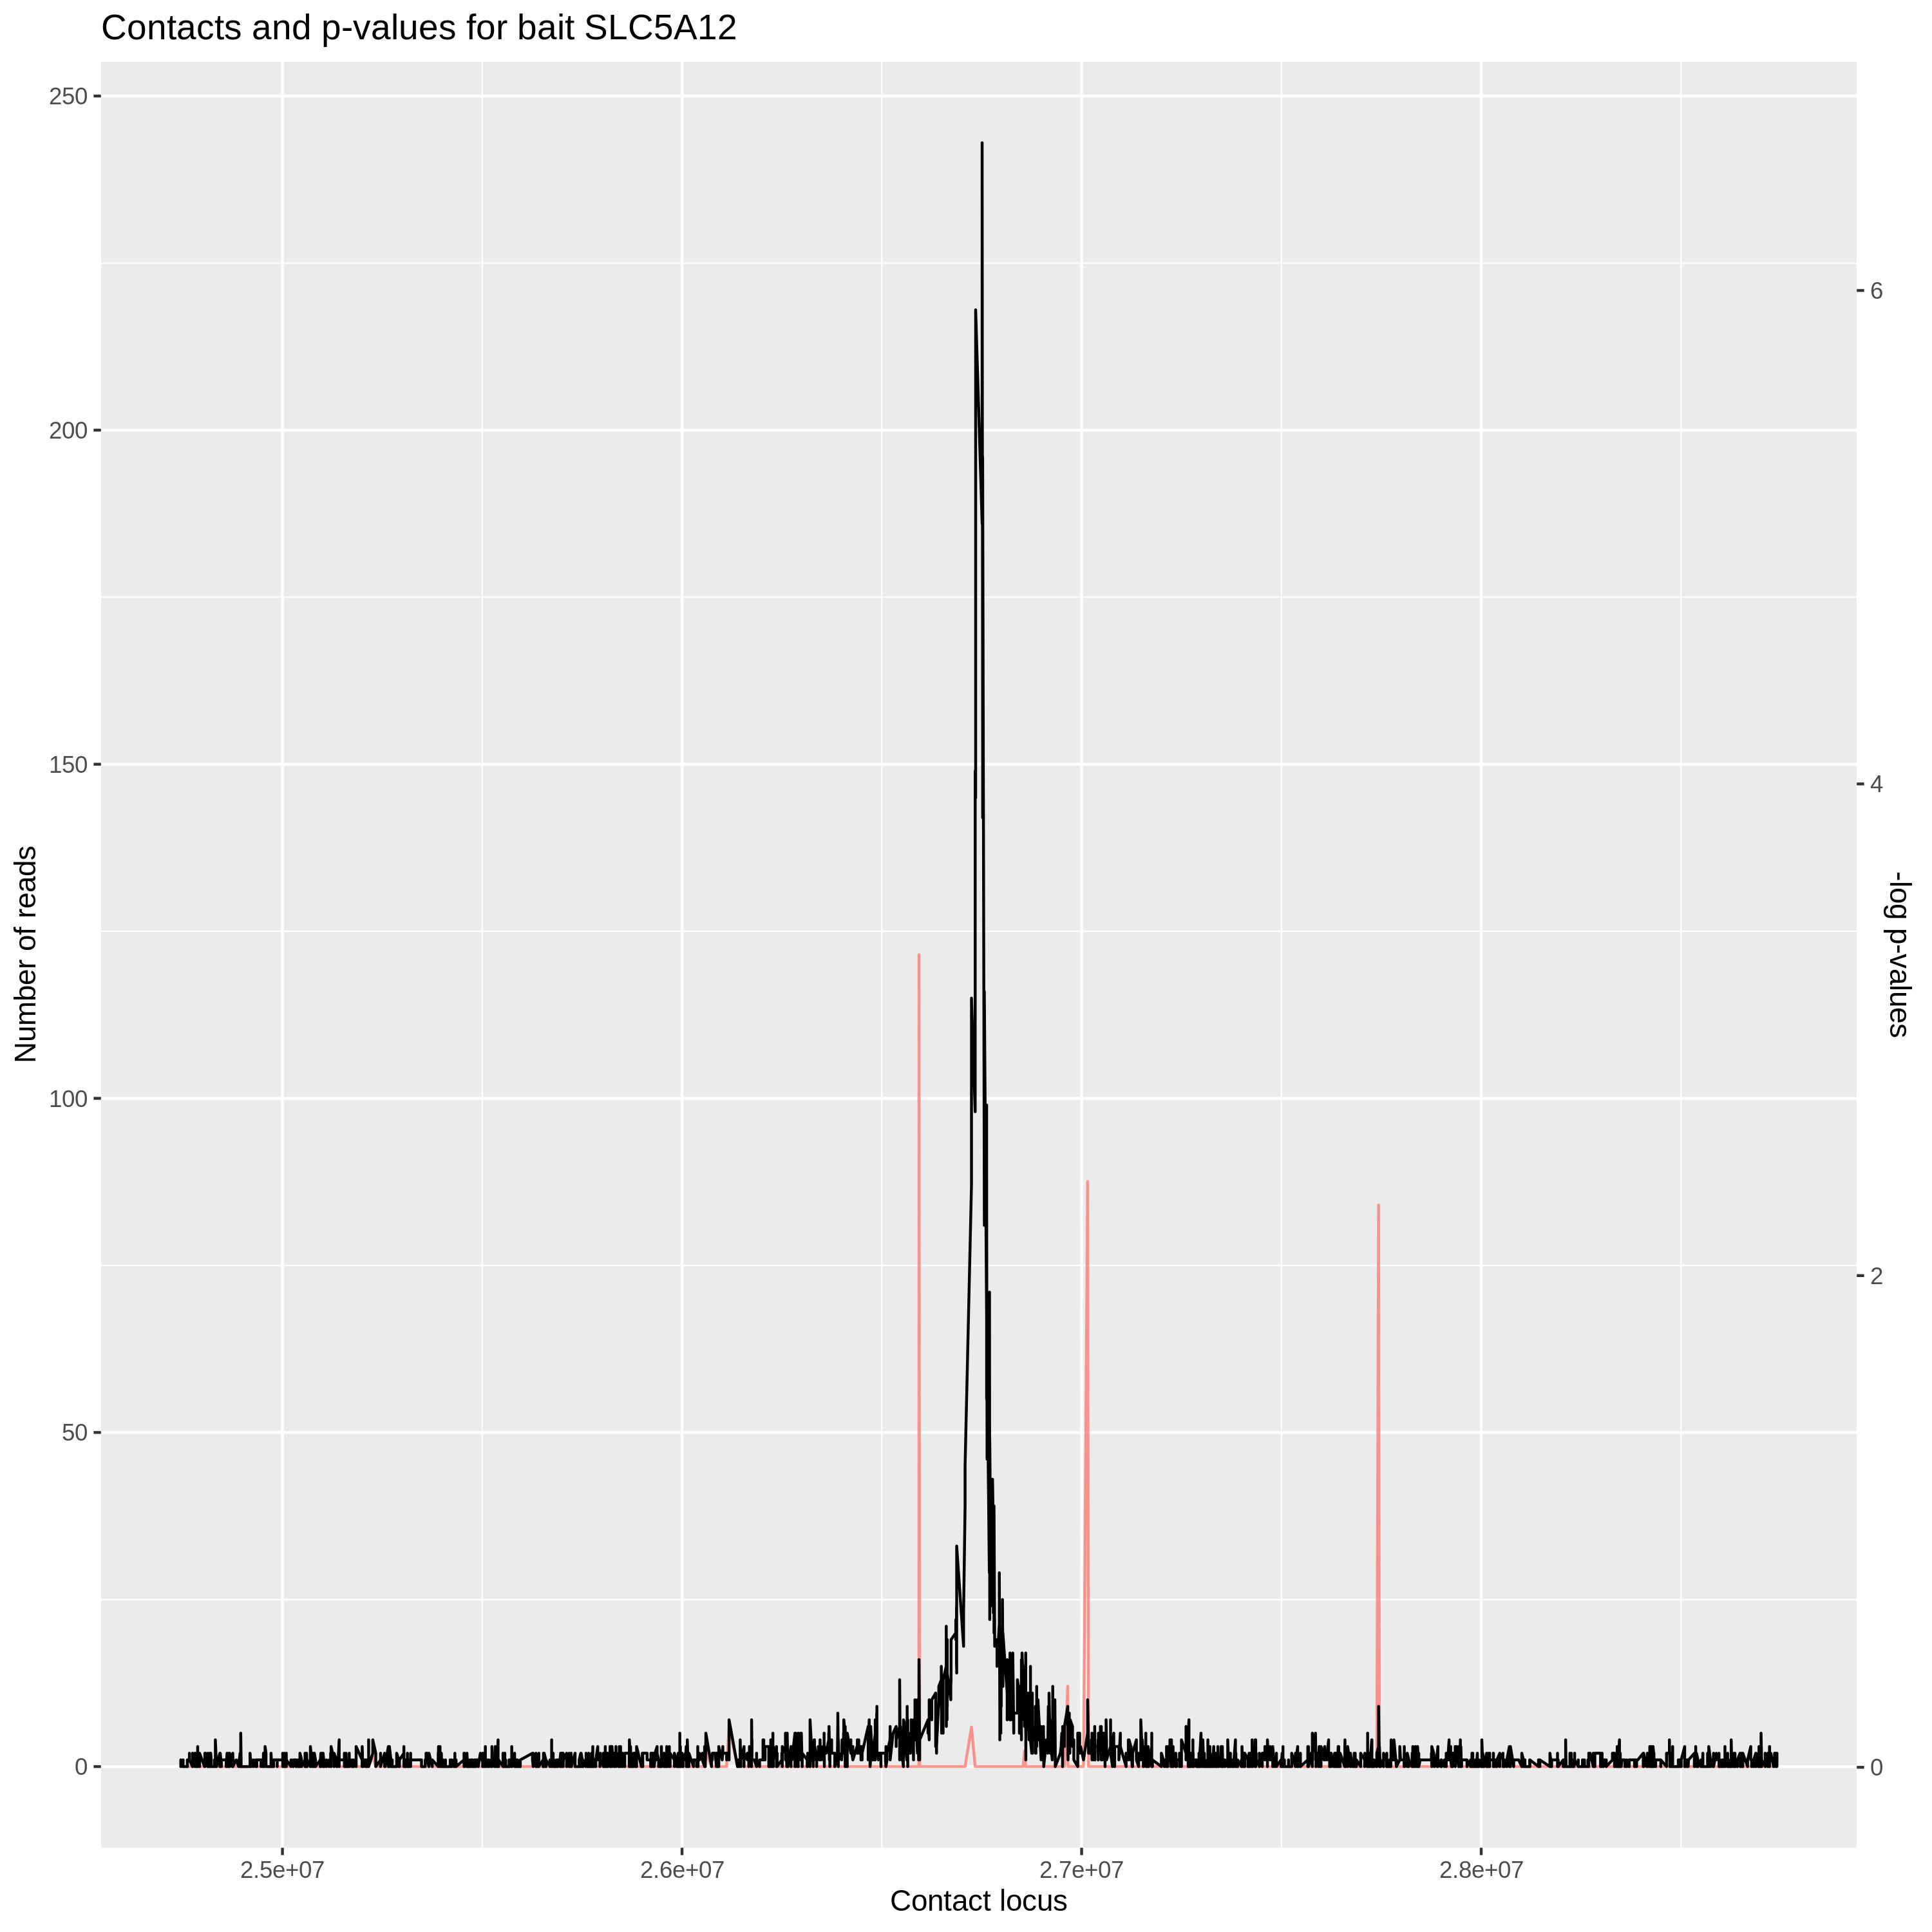 Contacts and p-values for bait SLC5A12
250
200
150
100
50
0
Number of reads
6
4
2
0
-log p-values
2.5e+07
2.6e+07
2.7e+07
2.8e+07
Contact locus